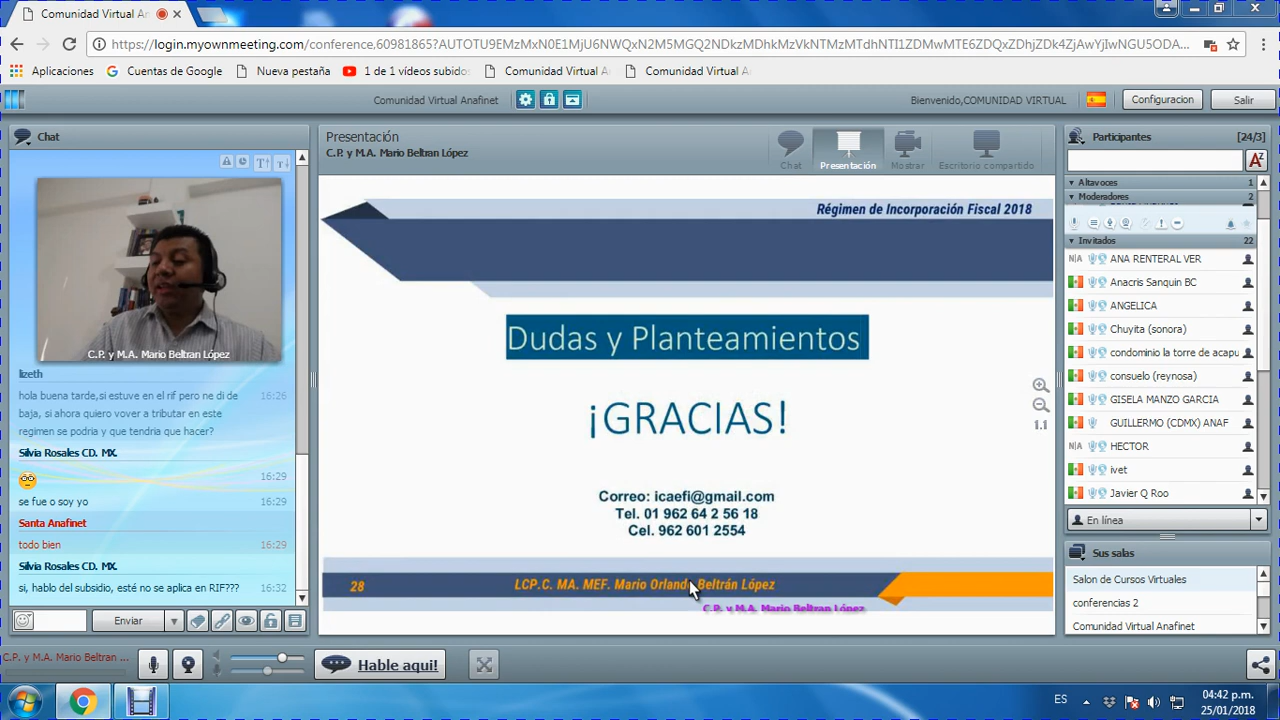 Comunidad Virtual Anafin
https://login.myownmeeting.com/conference,60981865?AUTOTU9EMzMxN0E1MjU6NWQxN2M5MGQ2NDkzMDhkMzVkNTMzMTdhNTI1ZDMwMTE6ZDQxZDhjZDk4ZjAwYjIwNGU5ODA...
Aplicaciones
Cuentas de Google
Nueva pestaña
1 de 1 vídeos subido
Comunidad Virtual A
Comunidad Virtual A
Comunidad Virtual Anafinet
Bienvenido,COMUNIDAD VIRTUAL
Configuracion
Salir
Chat
C.P. y M.A. Mario Beltran López
lizeth
hola buena tarde,si estuve en el rif pero ne di de 16:26
baja, si ahora quiero vover a tributar en este
regimen se podria y que tendria que hacer?
Silvia Rosales CD. MX.
16:29
se fue o soy yo 16:29
Santa Anafinet
todo bien 16:29
Silvia Rosales CD. MX.
si, hablo del subsidio, esté no se aplica en RIF??? 16:32
Enviar
Presentación
C.P. y M.A. Mario Beltran López
Chat
Presentación
Mostrar
Escritorio compartido
Régimen de Incorporación Fiscal 2018
Dudas y Planteamientos
¡GRACIAS!
Correo: icaefi@gmail.com
Tel. 01 962 64 2 56 18
Cel. 962 601 2554
28
LCP.C. MA. MEF. Mario Orlando Beltrán López
C.P. y M.A. Mario Beltran López
1.1
Participantes [24/3]
Altavoces 1
Moderadores 2
Invitados 22
N/A ANA RENTERAL VER
Anacris Sanquin BC
ANGELICA
Chuyita (sonora)
condominio la torre de acapu
consuelo (reynosa)
GISELA MANZO GARCIA
GUILLERMO (CDMX) ANAF
N/A HECTOR
ivet
Javier Q Roo
En línea
Sus salas
Salon de Cursos Virtuales
conferencias 2
Comunidad Virtual Anafinet
C.P. y M.A. Mario Beltran ...
Hable aqui!
ES
04:42 p.m.
25/01/2018